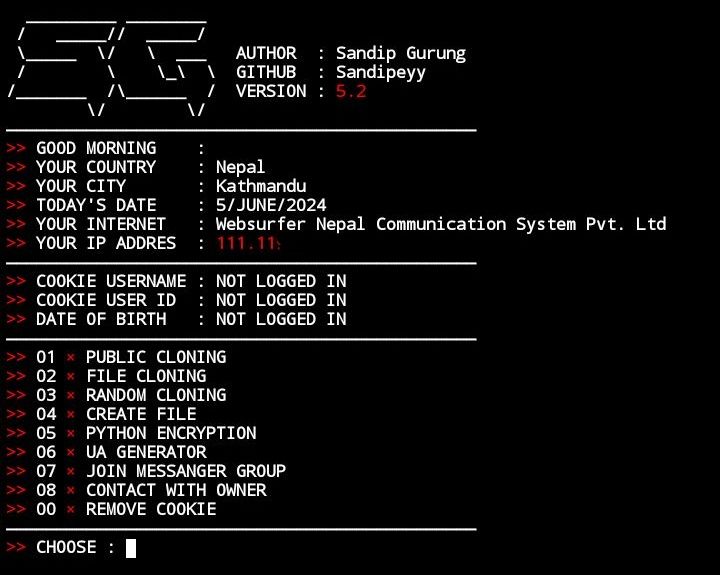 AUTHOR : Sandip Gurung
GITHUB : Sandipeyy
VERSION : 5.2
>> GOOD MORNING :
>> YOUR COUNTRY : Nepal
>> YOUR CITY : Kathmandu
>> TODAY'S DATE : 5/JUNE/2024
>> YOUR INTERNET : Websurfer Nepal Communication System Pvt. Ltd
>> YOUR IP ADDRES : 111.11
>> COOKIE USERNAME : NOT LOGGED IN
>> COOKIE USER ID : NOT LOGGED IN
>> DATE OF BIRTH : NOT LOGGED IN
>> 01 × PUBLIC CLONING
>> 02 × FILE CLONING
>> 03 × RANDOM CLONING
>> 04 × CREATE FILE
>> 05 × PYTHON ENCRYPTION
>> 06 × UA GENERATOR
>> 07 × JOIN MESSANGER GROUP
>> 08 × CONTACT WITH OWNER
>> 00 × REMOVE COOKIE
>> CHOOSE :